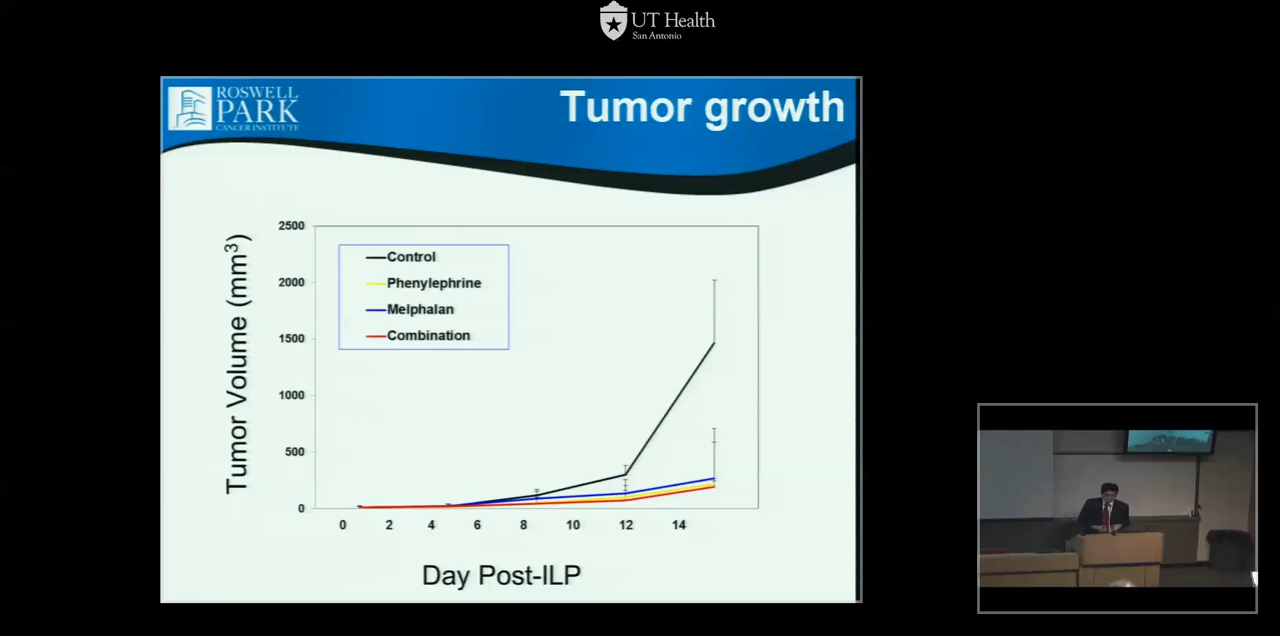 UT Health
San Antonio
ROSWELL
PARK
CANCER INSTITUTE
Tumor growth
Tumor Volume (mm³)
2500
2000
1500
1000
500
0
Control
Phenylephrine
Melphalan
Combination
0 2 4 6 8 10 12 14
Day Post-ILP